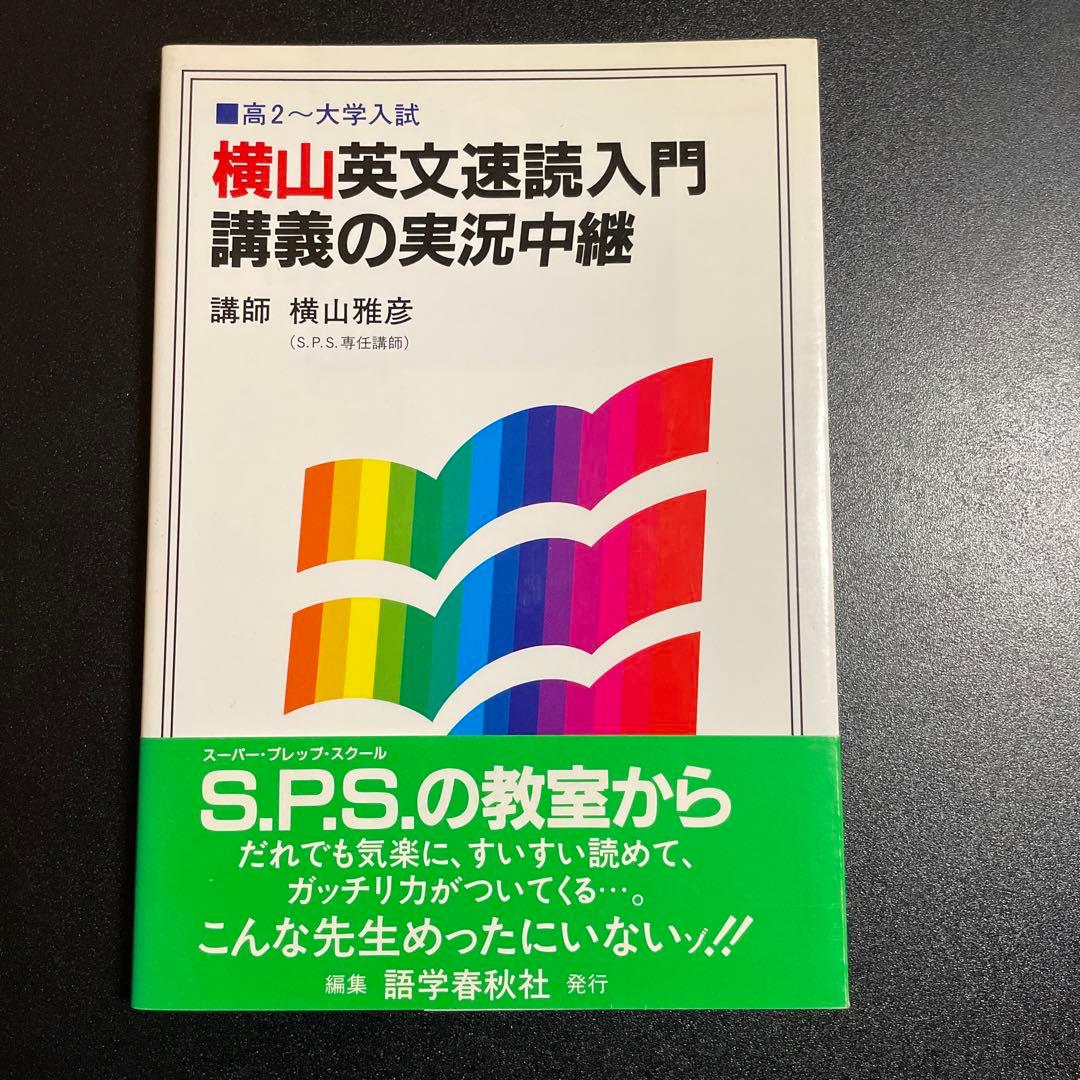 ■高2〜大学入試
横山英文速読入門
講義の実況中継
講師 横山雅彦
(S.P.S.専任講師)
スーパー・プレップ・スクール
S.P.S.の教室から
だれでも気楽に、すいすい読めて、
ガッチリ力がついてくる…。
こんな先生めったにいないゾ!!
編集 語学春秋社 発行